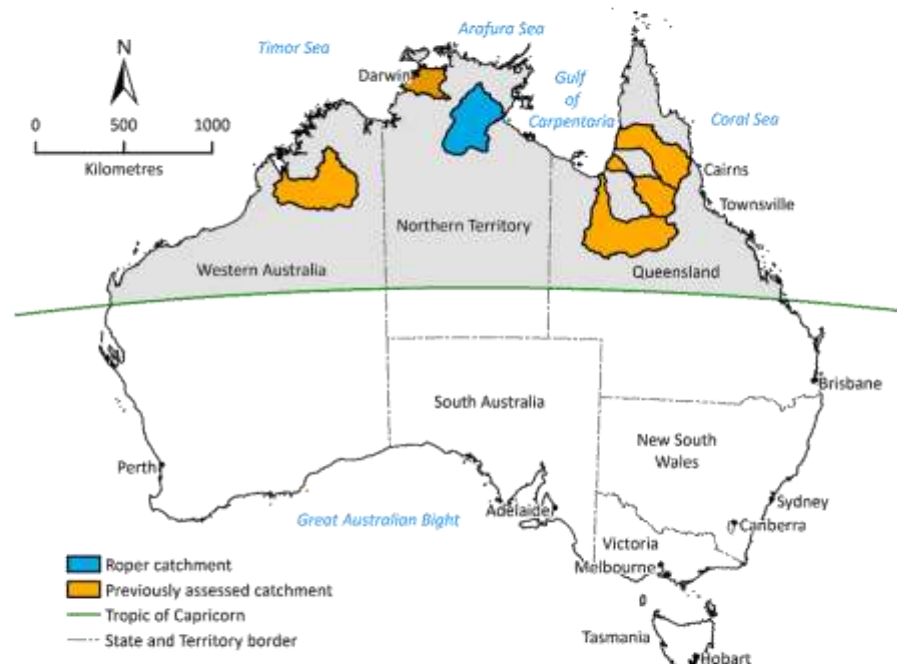 Arafura Sea
Timor Sea
N
Darwin
Gulf
of
Carpentaria
Coral Sea
0 500 1000
Kilometres
Cairns
Townsville
Northern Territory
Western Australia
Queensland
Brisbane
South Australia
New South
Wales
Perth
Sydney
Adelaide
Great Australian Bight
Canberra
Victoria
Melbourne
Roper catchment
Previously assessed catchment
Tropic of Capricorn
State and Territory border
Tasmania
Hobart